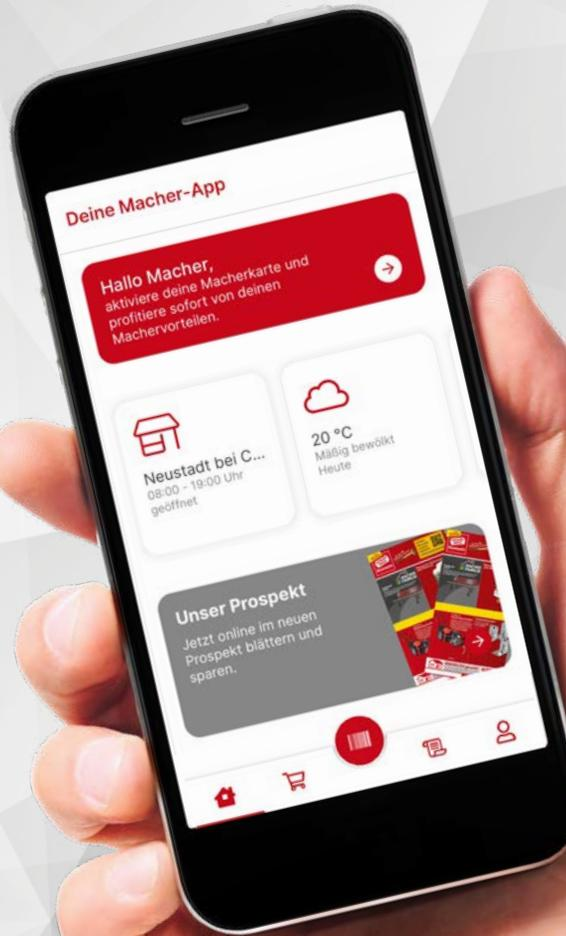 Deine Macher-App
Hallo Macher,
aktiviere deine Macherkarte und
profitiere sofort von deinen
Machervorteilen.
Neustadt bei C...
08:00 - 19:00 Uhr
geöffnet
20 °C
Mäßig bewölkt
Heute
Unser Prospekt
Jetzt online im neuen
Prospekt blättern und
sparen.